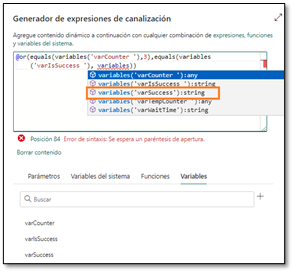 Generador de expresiones de canalización
Agregue contenido dinámico a continuación con cualquier combinación de expresiones, funciones
y variables del sistema.
@or(equals(variables('varCounter '),3),equals(variables
('varIsSuccess '), variables))
variables('varCounter '):any
variables('varIsSuccess '):string
variables('varSuccess'):string
variables('varTempCounter '):any
variables('varWaitTime'):string
Posición 84 Error de sintaxis: Se espera un paréntesis de apertura.
Borrar contenido
Parámetros Variables del sistema Funciones Variables
Buscar
varCounter
varIsSuccess
varSuccess